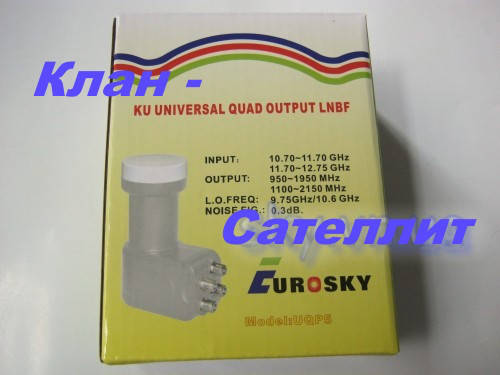 Клан -
KU UNIVERSAL QUAD OUTPUT LNBF
INPUT: 10.70~11.70 GHz
11.70~12.75 GHz
OUTPUT: 950~1950 MHz
1100~2150 MHz
L.O.FREQ: 9.75GHz/10.6 GHz
NOISE FIG.: 0.3dB.
Сателлит
EUROSKY
Model:UQPS